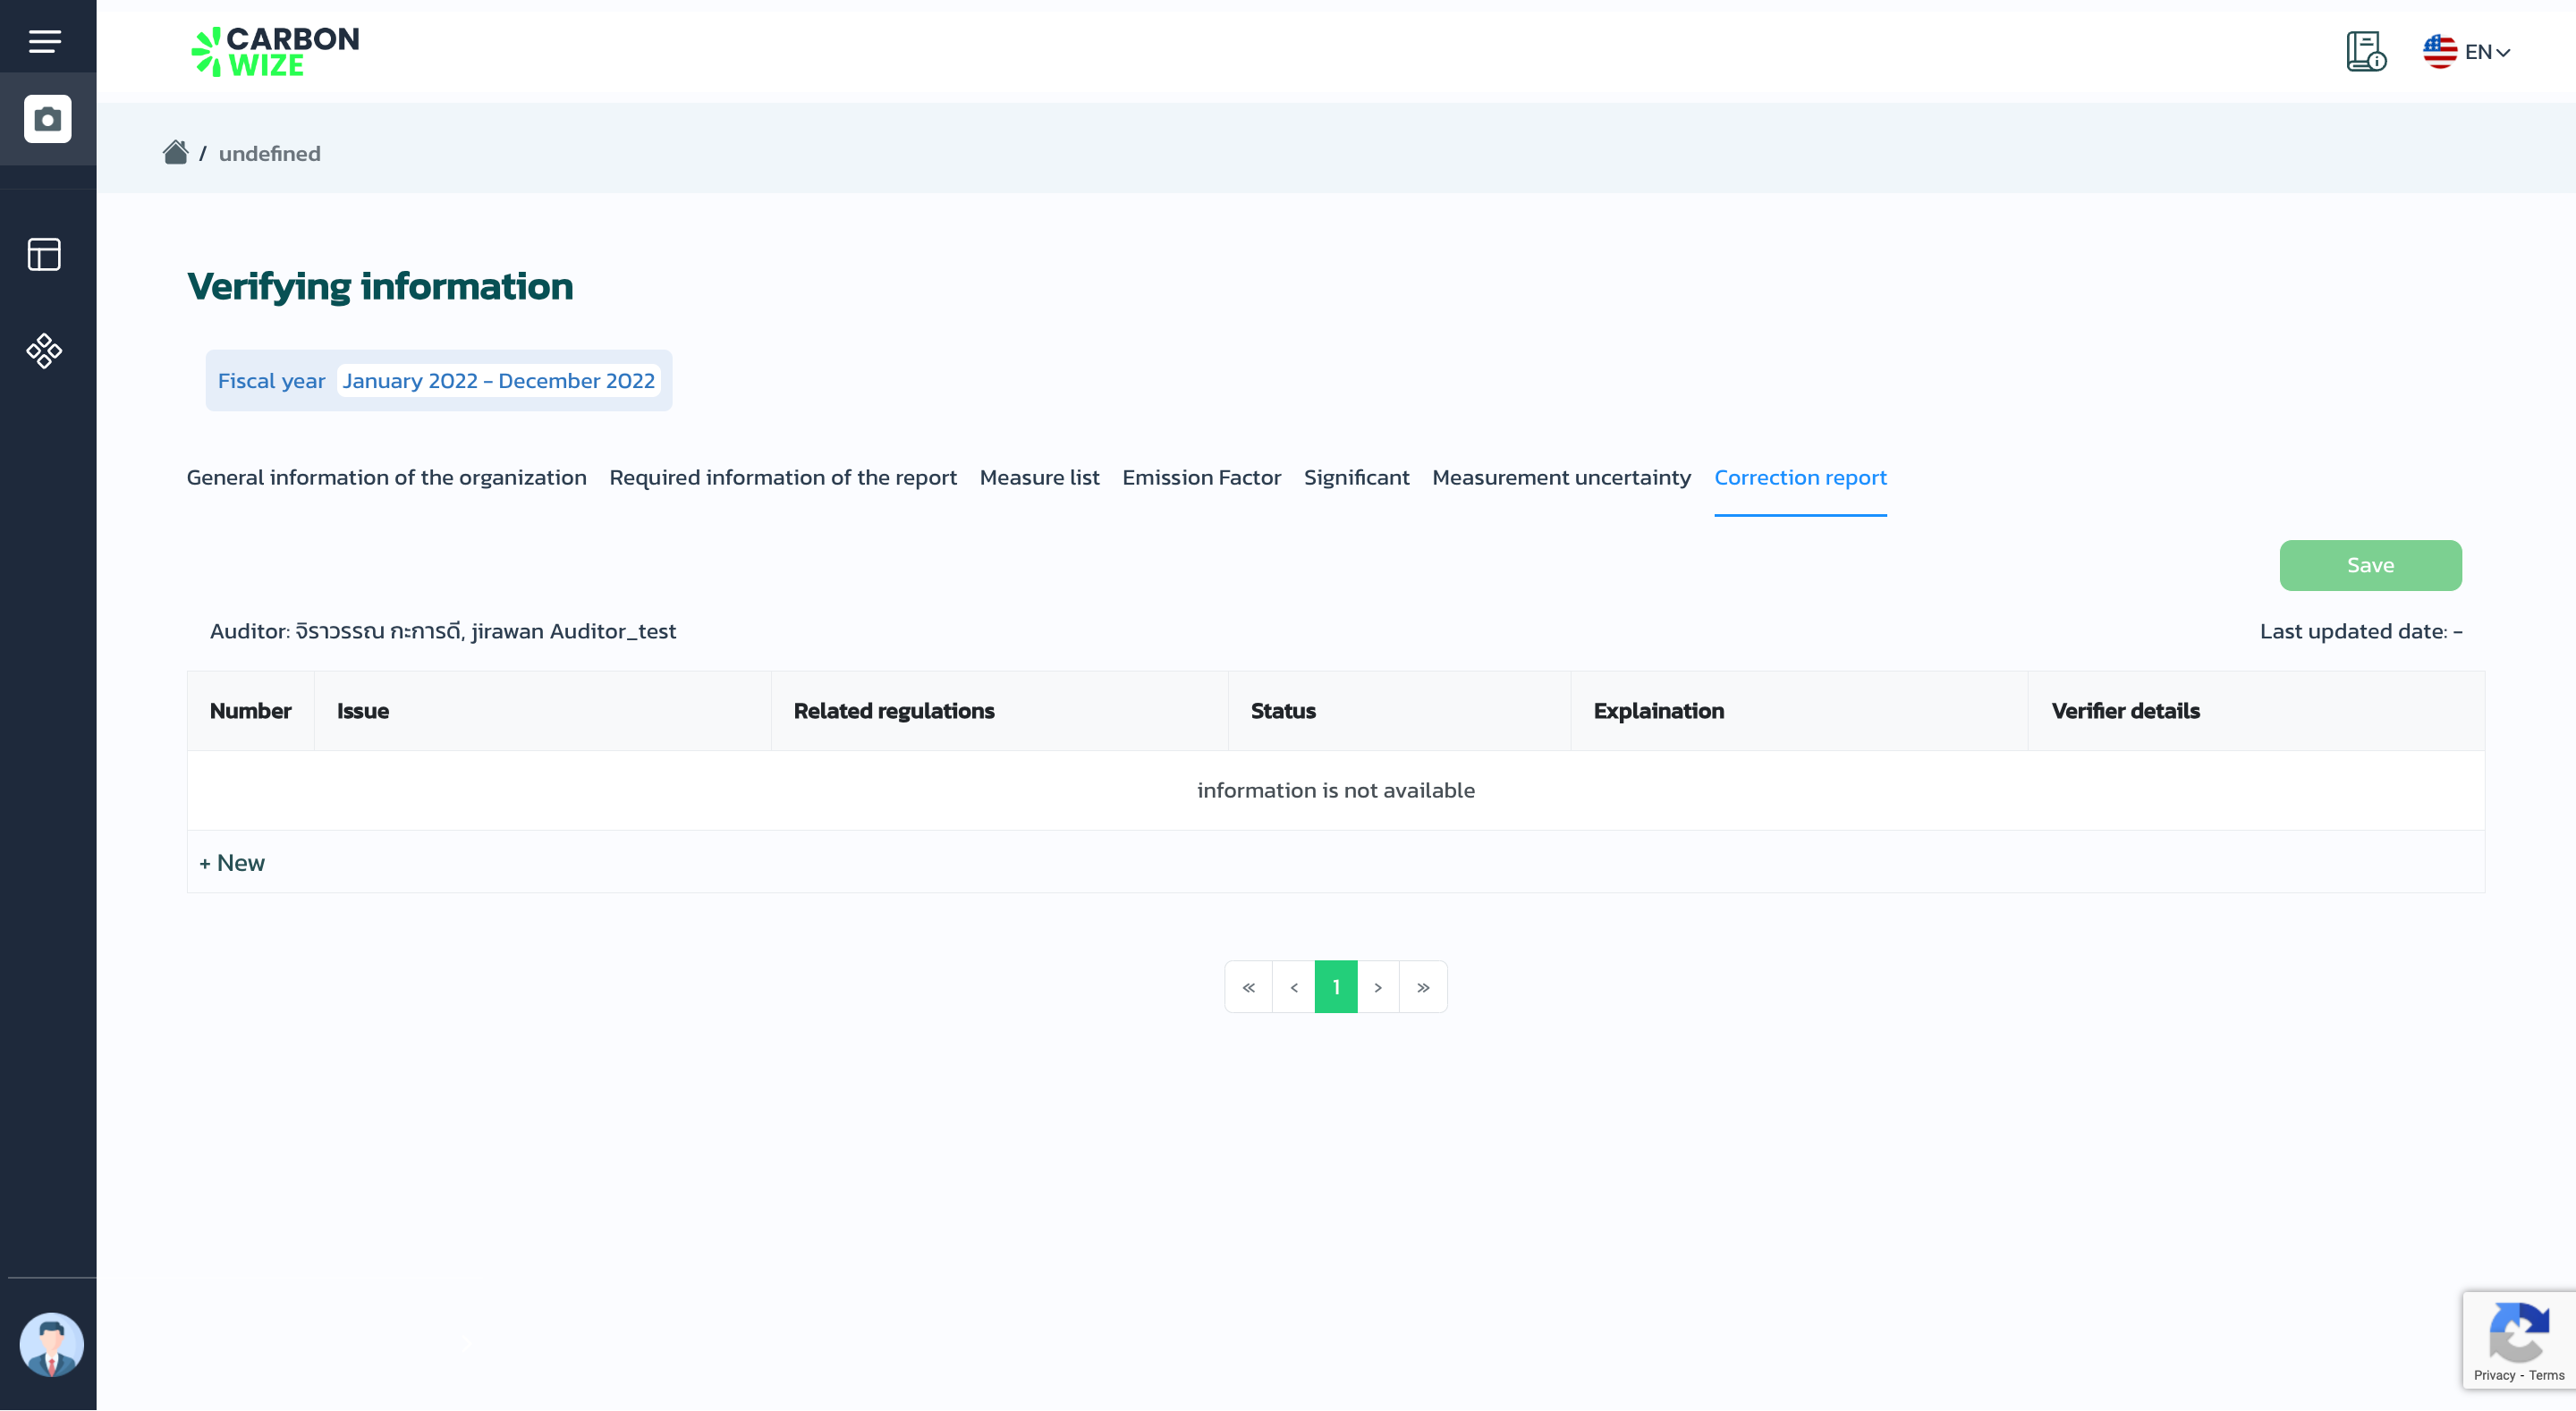 CARBON
WIZE
EN
/ undefined
Verifying information
Fiscal year January 2022 - December 2022
General information of the organization Required information of the report Measure list Emission Factor Significant Measurement uncertainty Correction report
Save
Auditor: จิราวรรณ กะการดี, jirawan Auditor_test Last updated date: -
Number Issue Related regulations Status Explaination Verifier details
information is not available
+ New
« < 1 > »
Privacy - Terms